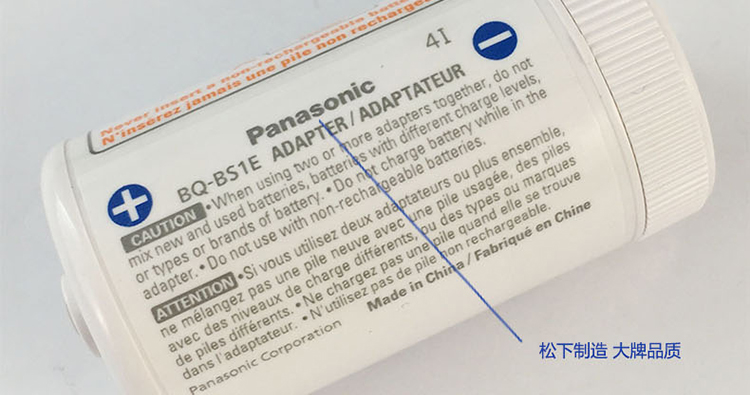 Never insert a non-rechargeable batte
N'insérez jamais une pile non rechar
4I
Panasonic
BQ-BS1E ADAPTER/ADAPTATEUR
CAUTION •When using two or more adapters together, do not
mix new and used batteries, batteries with different charge levels,
or types or brands of battery. •Do not charge battery while in the
adapter. •Do not use with non-rechargeable batteries.
ATTENTION •Si vous utilisez deux adaptateurs ou plus ensemble,
ne mélangez pas une pile neuve avec une pile usagée, des piles
avec des niveaux de charge différents, ou des types ou marques
de piles différents. •Ne chargez pas une pile quand elle se trouve
dans l'adaptateur. •N'utilisez pas de pile non rechargeable.
Panasonic Corporation Made in China / Fabriqué en Chine
松下制造 大牌品质